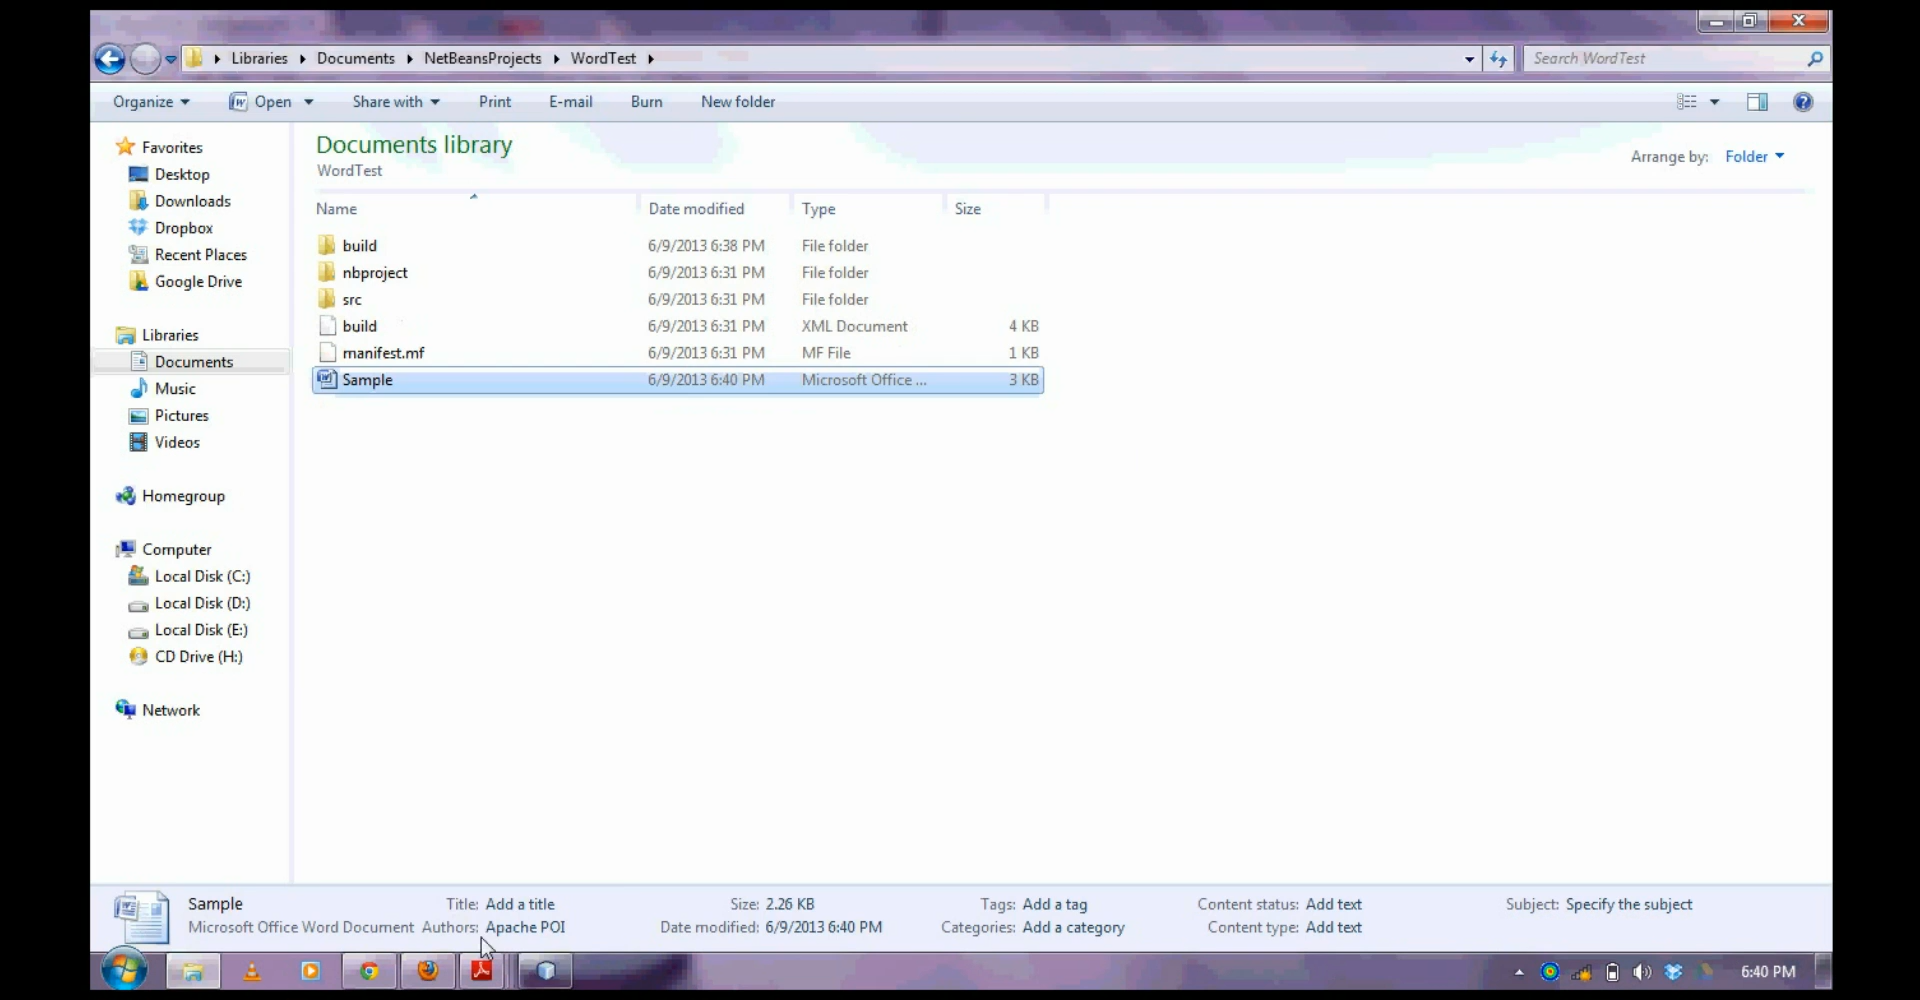 Libraries Documents NetBeansProjects WordTest
Search WordTest
Organize Open Share with Print E-mail Burn New folder
Favorites
Desktop
Downloads
Dropbox
Recent Places
Google Drive
Libraries
Documents
Music
Pictures
Videos
Homegroup
Computer
Local Disk (C:)
Local Disk (D:)
Local Disk (E:)
CD Drive (H:)
Network
Documents library
WordTest
Arrange by: Folder
Name Date modified Type Size
build 6/9/2013 6:38 PM File folder
nbproject 6/9/2013 6:31 PM File folder
src 6/9/2013 6:31 PM File folder
build 6/9/2013 6:31 PM XML Document 4 KB
manifest.mf 6/9/2013 6:31 PM MF File 1 KB
Sample 6/9/2013 6:40 PM Microsoft Office ... 3 KB
Sample Title: Add a title Size: 2.26 KB Tags: Add a tag Content status: Add text Subject: Specify the subject
Microsoft Office Word Document Authors: Apache POI Date modified: 6/9/2013 6:40 PM Categories: Add a category Content type: Add text
6:40 PM